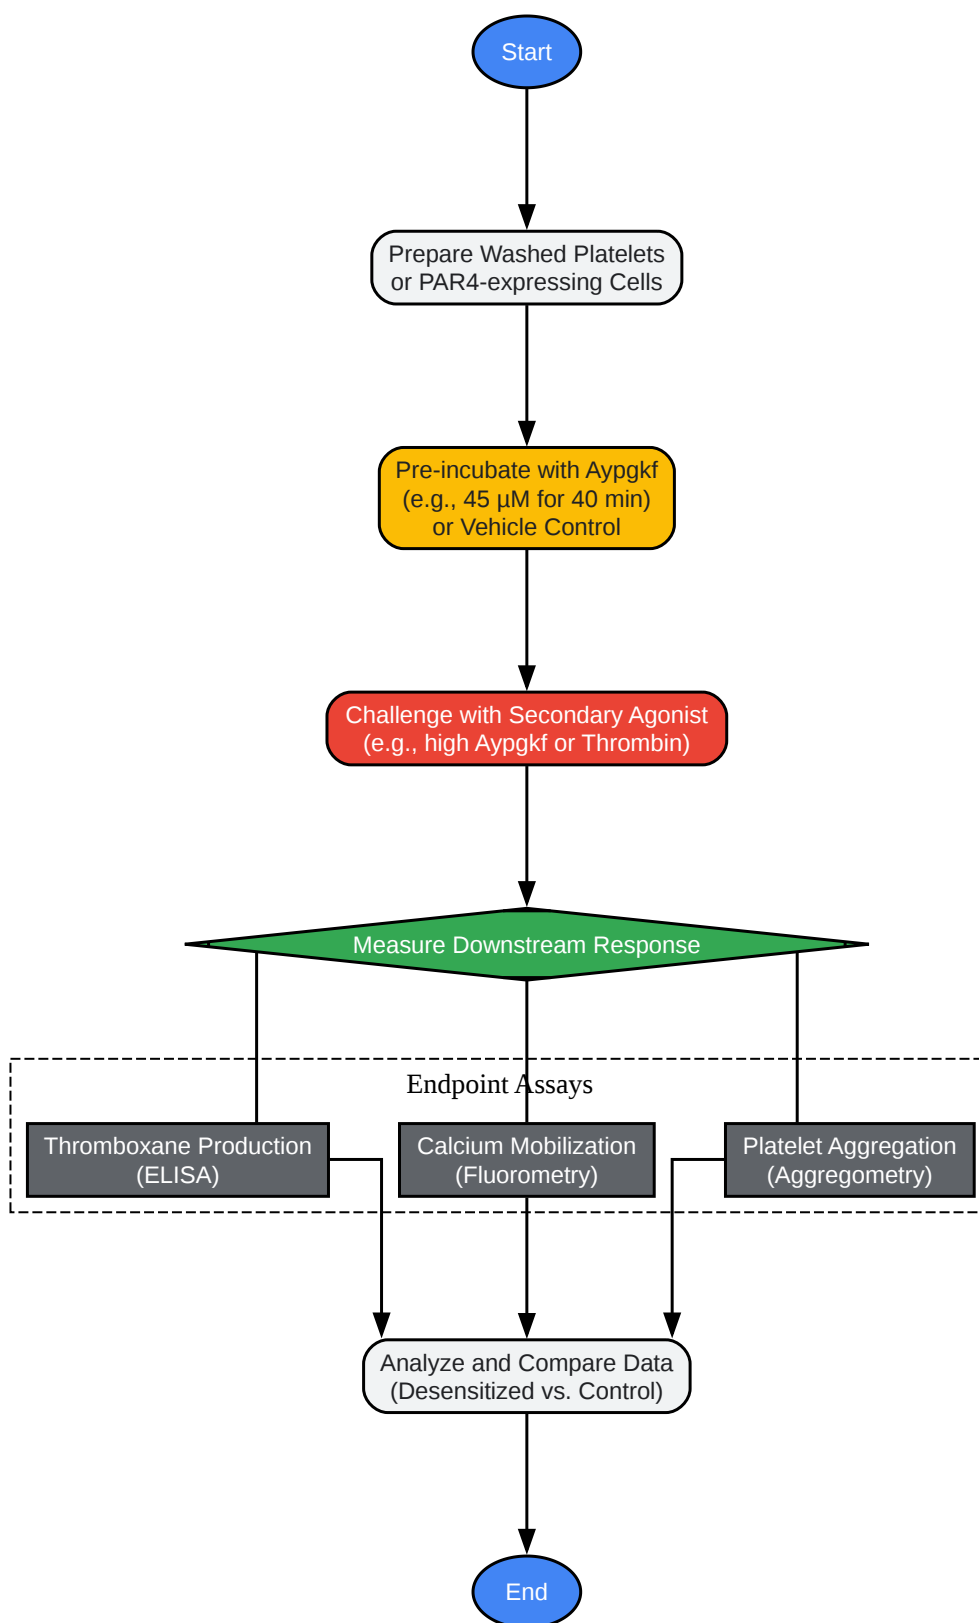 Start
Prepare Washed Platelets
or PAR4-expressing Cells
Pre-incubate with Aypgkf
(e.g., 45 µM for 40 min)
or Vehicle Control
Challenge with Secondary Agonist
(e.g., high Aypgkf or Thrombin)
Measure Downstream Response
Endpoint Assays
Thromboxane Production
(ELISA)
Calcium Mobilization
(Fluorometry)
Platelet Aggregation
(Aggregometry)
Analyze and Compare Data
(Desensitized vs. Control)
End